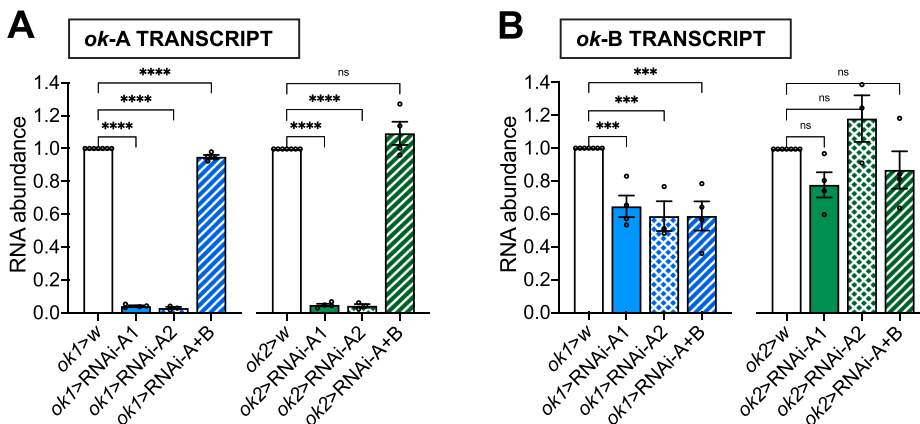 A
ok-A TRANSCRIPT
RNA abundance
1.4
1.2
1.0
0.8
0.6
0.4
0.2
0.0
****
****
****
ns
****
****
ok1>w
ok1>RNAi-A1
ok1>RNAi-A2
ok1>RNAi-A+B
ok2>w
ok2>RNAi-A1
ok2>RNAi-A2
ok2>RNAi-A+B
B
ok-B TRANSCRIPT
RNA abundance
1.4
1.2
1.0
0.8
0.6
0.4
0.2
0.0
***
***
***
ns
ns
ns
ok1>w
ok1>RNAi-A1
ok1>RNAi-A2
ok1>RNAi-A+B
ok2>w
ok2>RNAi-A1
ok2>RNAi-A2
ok2>RNAi-A+B